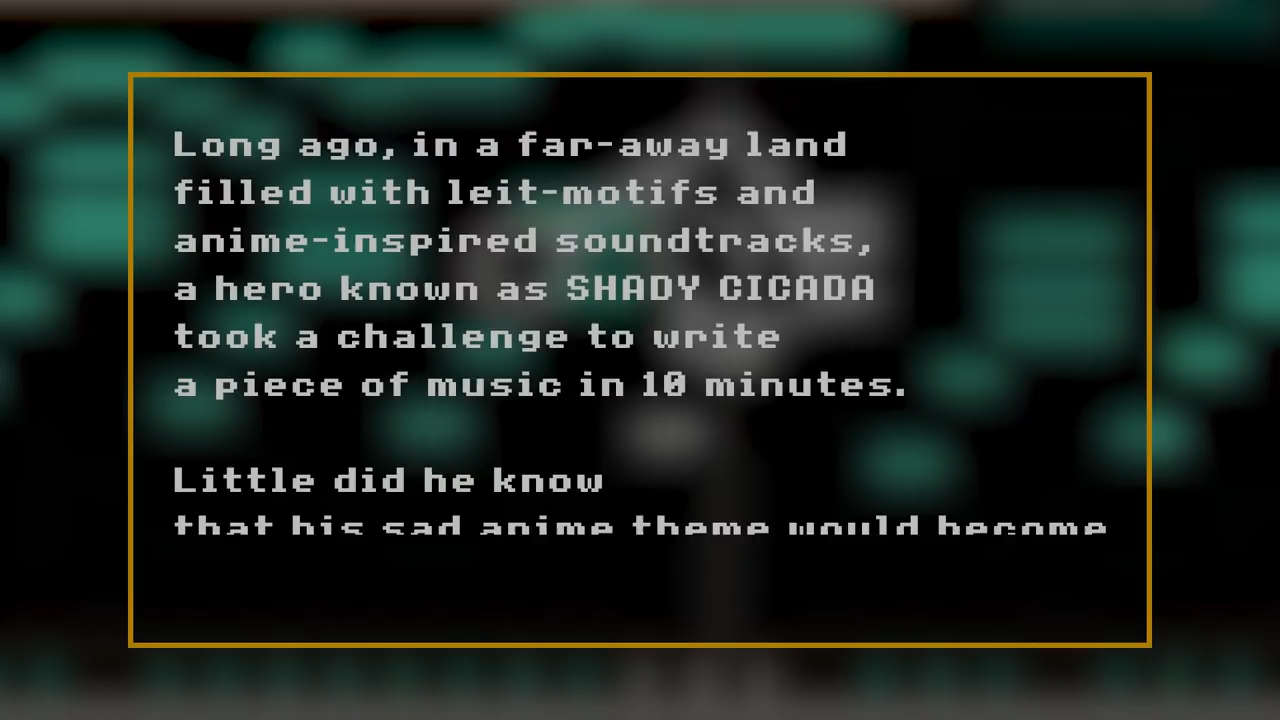 Long ago, in a far-away land
filled with leit-motifs and
anime-inspired soundtracks,
a hero known as SHADY CICADA
took a challenge to write
a piece of music in 10 minutes.
Little did he know
that his sad anime theme would become